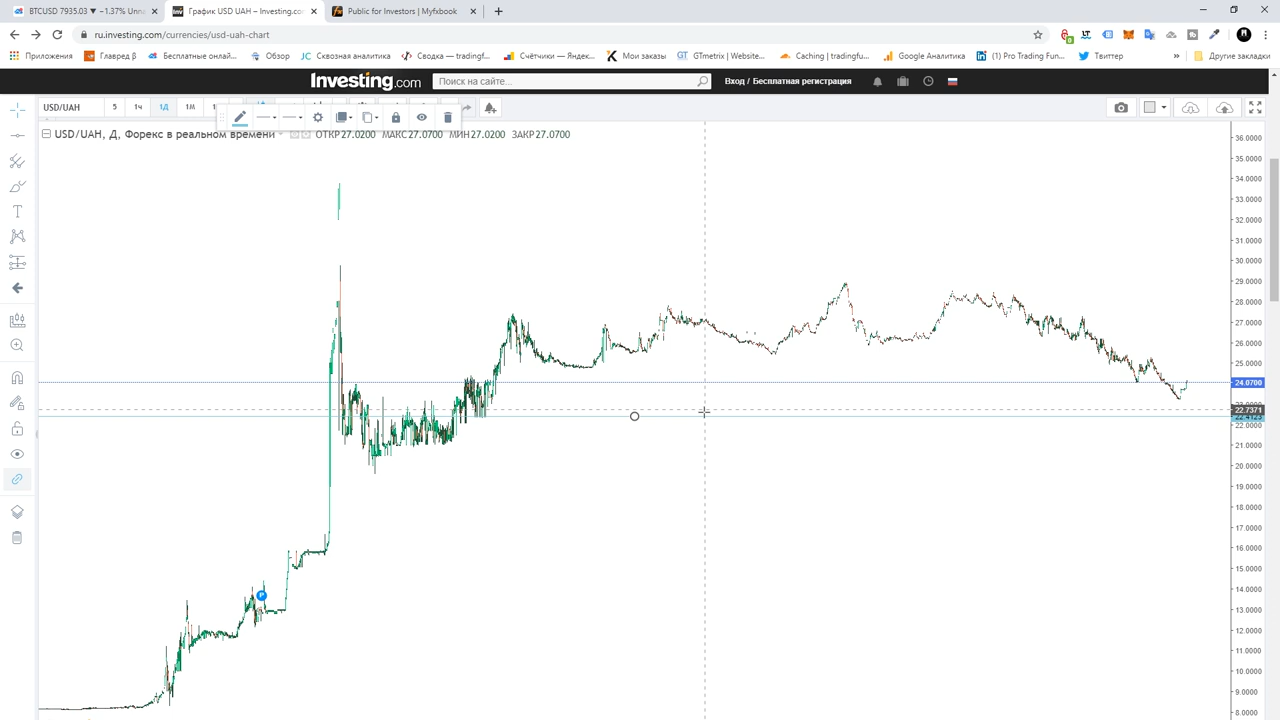 BTCUSD 7935.03 ▼ −1.37% Unna
График USD UAH – Investing.com
Public for Investors | Myfxbook
ru.investing.com/currencies/usd-uah-chart
Приложения
Главред β
Бесплатные онлай...
Обзор
Сквозная аналитика
Сводка — tradingf...
Счётчики — Яндек...
Мои заказы
GTmetrix | Website...
Caching | tradingfu...
Google Аналитика
(1) Pro Trading Fun...
Твиттер
Другие закладки
Investing.com
Поиск на сайте...
Вход / Бесплатная регистрация
USD/UAH
5
1ч
1Д
1М
USD/UAH, Д, Форекс в реальном времени
ОТКР27.0200 МАКС27.0700 МИН27.0200 ЗАКР27.0700
36.0000
35.0000
34.0000
33.0000
32.0000
31.0000
30.0000
29.0000
28.0000
27.0000
26.0000
25.0000
24.0700
22.7371
22.0000
21.0000
20.0000
19.0000
18.0000
17.0000
16.0000
15.0000
14.0000
13.0000
12.0000
11.0000
10.0000
9.0000
8.0000
P